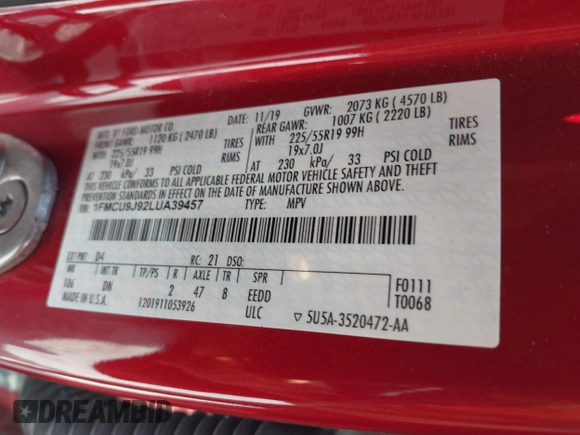 MFD. BY FORD MOTOR CO.
DATE: 11/19 GVWR: 2073 KG ( 4570 LB)
FRONT GAWR: 1120 KG ( 2470 LB) REAR GAWR: 1007 KG ( 2220 LB)
WITH 225/55R19 99H TIRES WITH 225/55R19 99H TIRES
19x7.0J RIMS 19x7.0J RIMS
AT 230 kPa/ 33 PSI COLD AT 230 kPa/ 33 PSI COLD
THIS VEHICLE CONFORMS TO ALL APPLICABLE FEDERAL MOTOR VEHICLE SAFETY AND THEFT
PREVENTION STANDARDS IN EFFECT ON THE DATE OF MANUFACTURE SHOWN ABOVE.
VIN: 1FMCU9J92LUA39457 TYPE: MPV
EXT PNT: D4 RC: 21 DSO:
WB INT TR TP/PS R AXLE TR SPR
106 DN 2 47 8 EEDD
F0111
T0068
MADE IN U.S.A. 1201911053926 ULC ▽ 5U5A-3520472-AA
DREAMBID